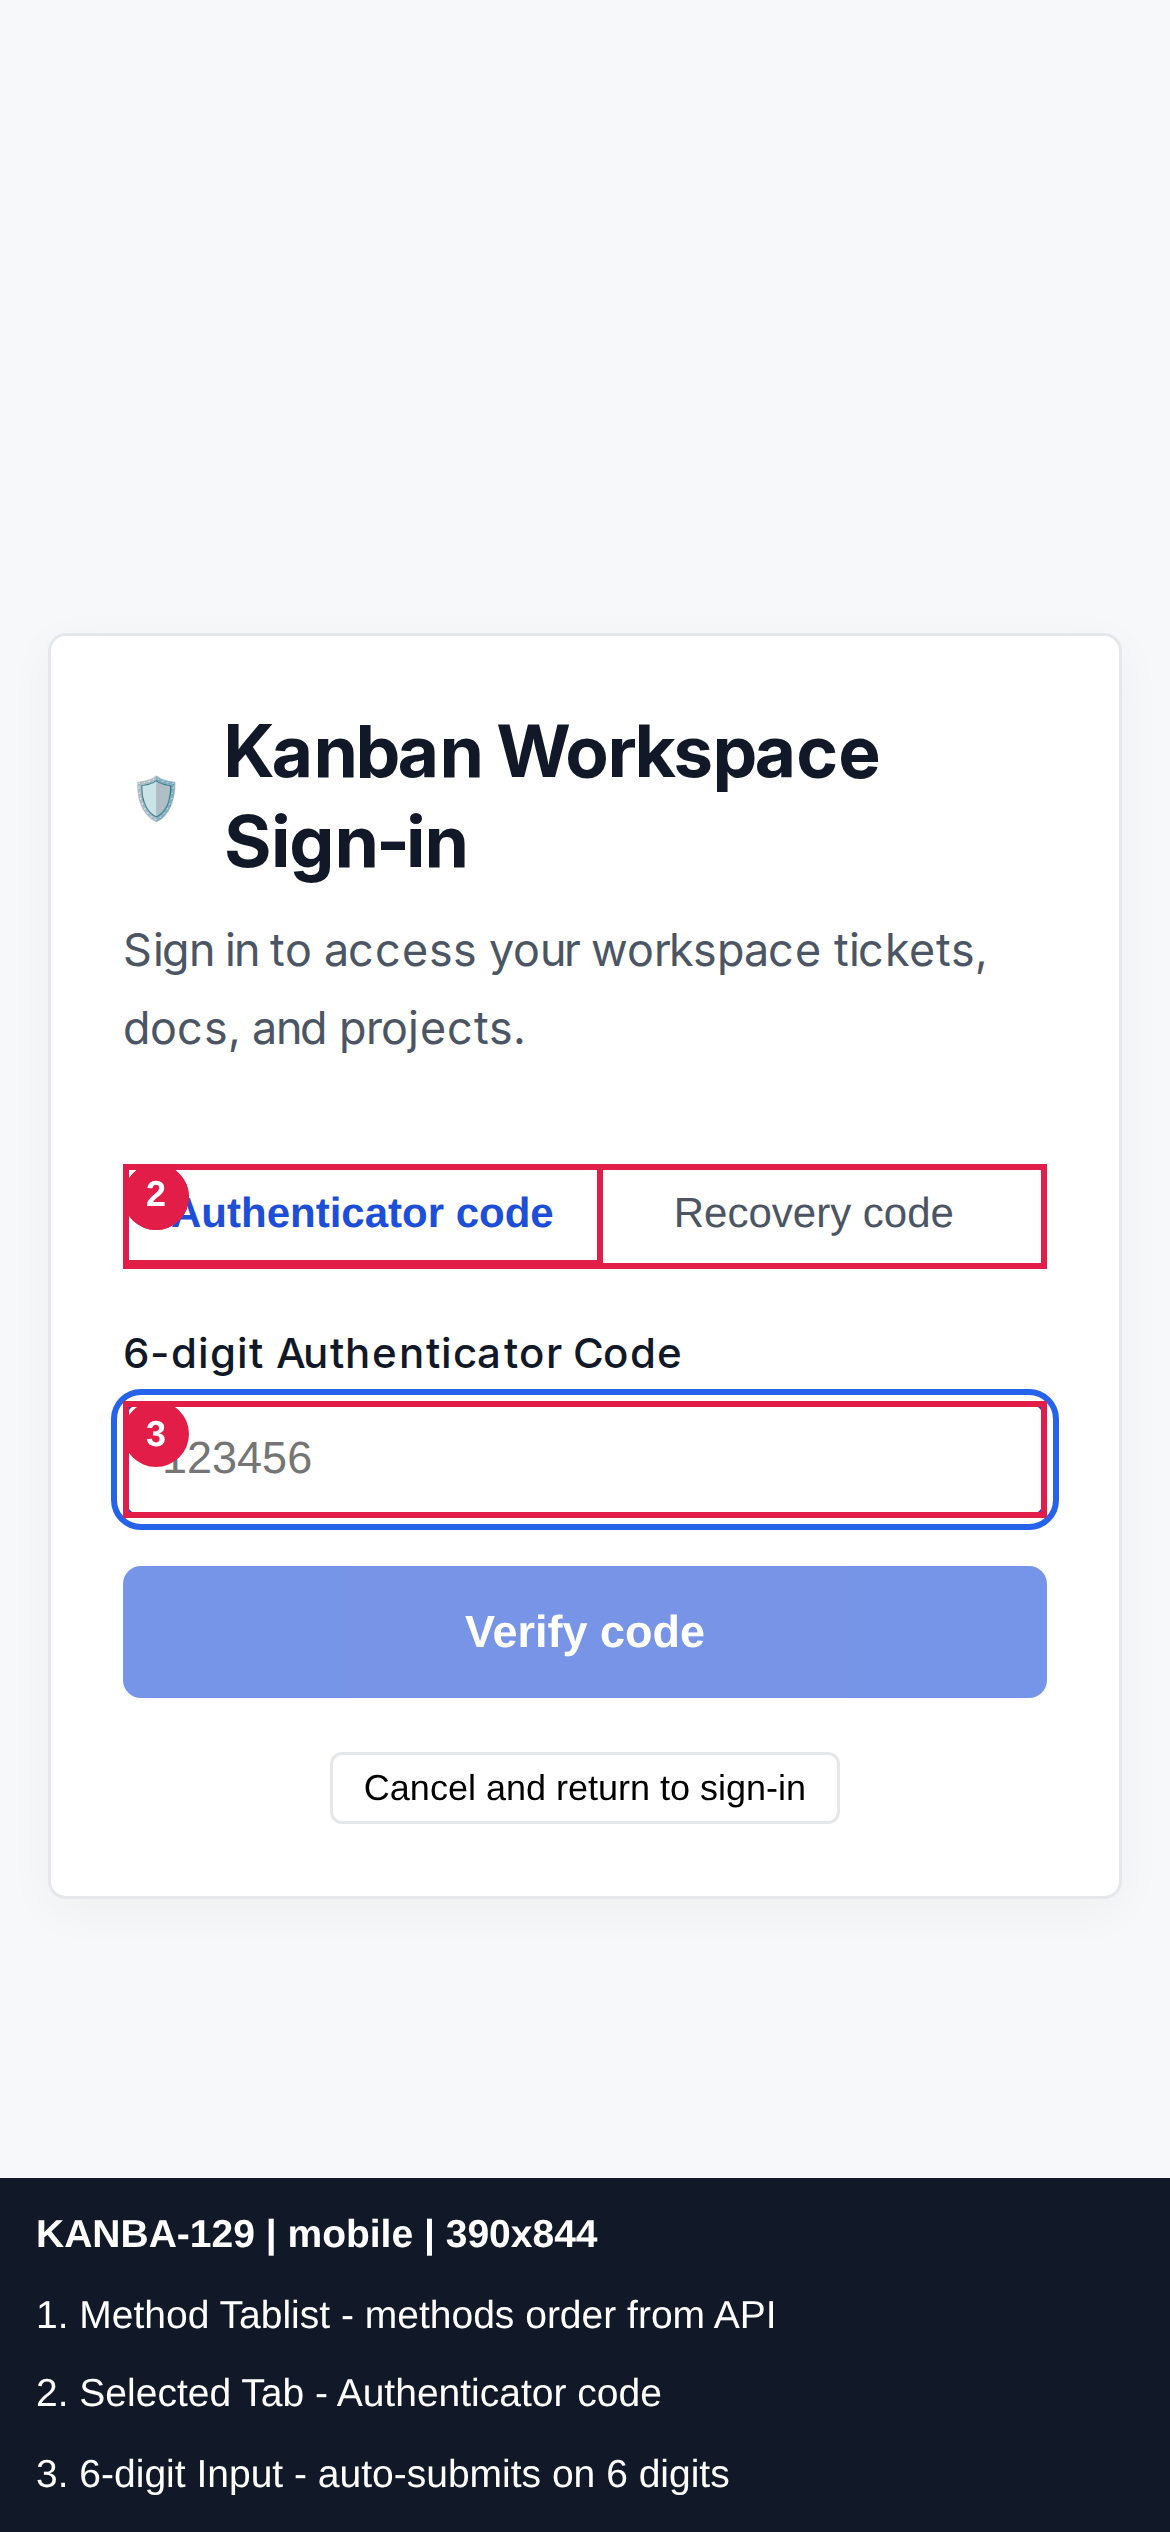 Kanban Workspace
Sign-in
Sign in to access your workspace tickets,
docs, and projects.
2
Authenticator code
Recovery code
6-digit Authenticator Code
3
123456
Verify code
Cancel and return to sign-in
KANBA-129 | mobile | 390x844
1. Method Tablist - methods order from API
2. Selected Tab - Authenticator code
3. 6-digit Input - auto-submits on 6 digits